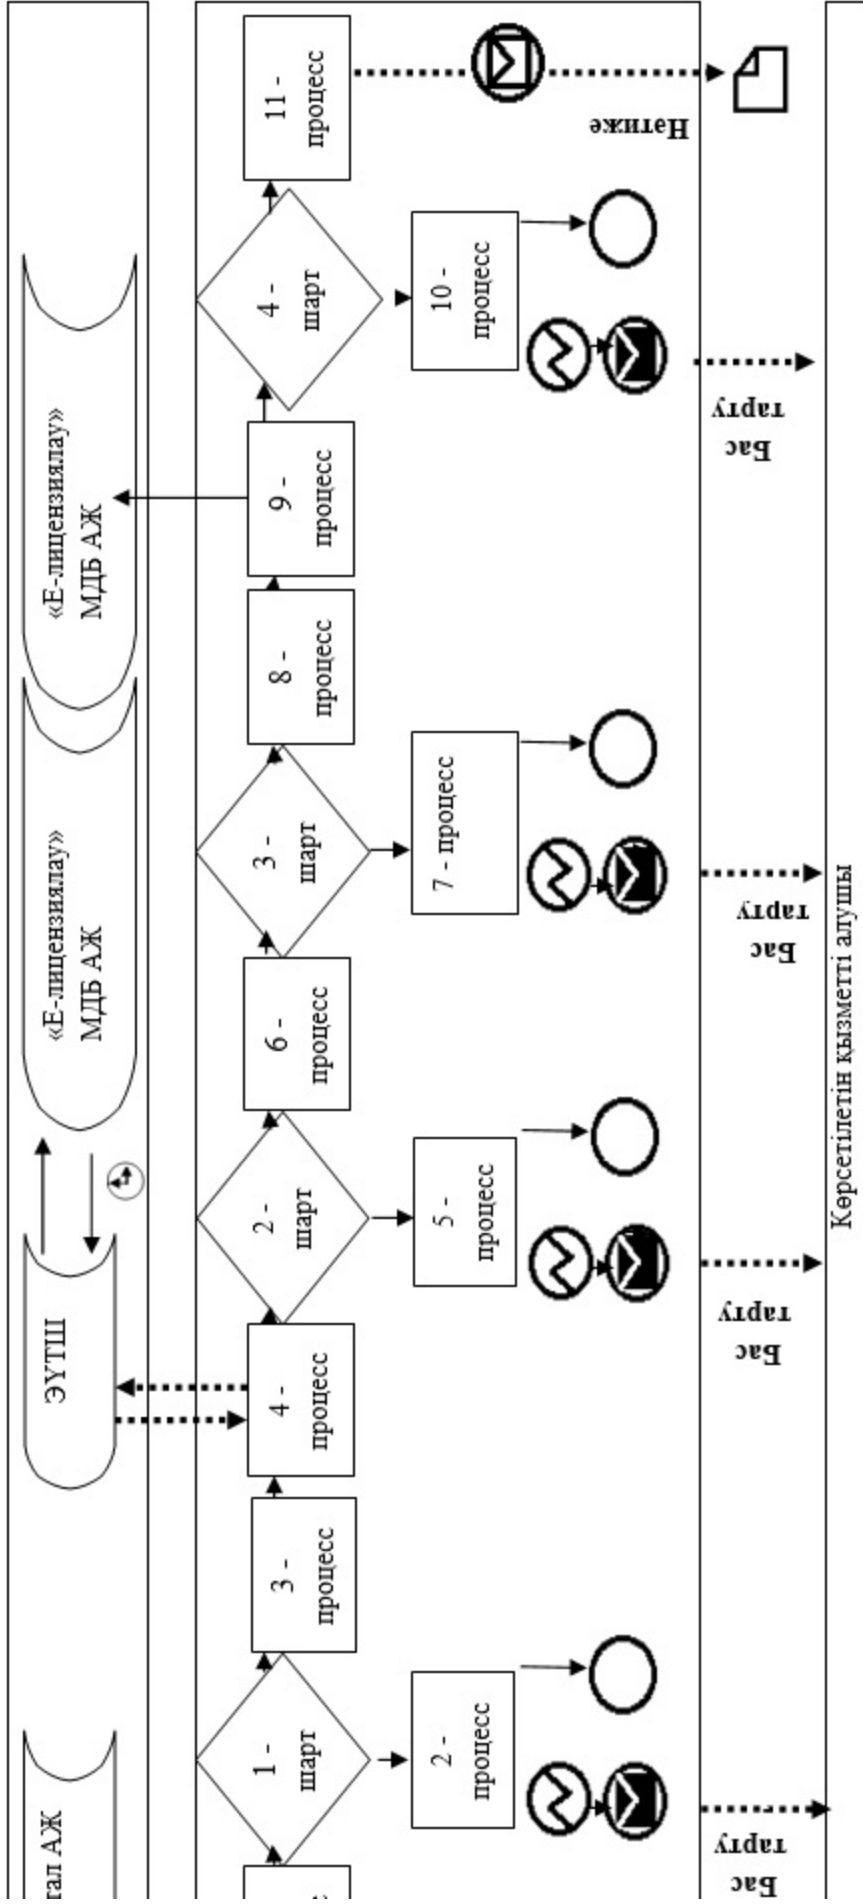 тал АЖ
ЭҮТШ
«Е-лицензиялау»
МДБ АЖ
«Е-лицензиялау»
МДБ АЖ
1 -
шарт
3 -
процесс
4 -
процесс
2 -
шарт
6 -
процесс
3 -
шарт
8 -
процесс
9 -
процесс
4 -
шарт
11 -
процесс
2 -
процесс
5 -
процесс
7 - процесс
10 -
процесс
Бас
тарту
Бас
тарту
Бас
тарту
Бас
тарту
Нәтиже
Көрсетілетін қызметті алушы